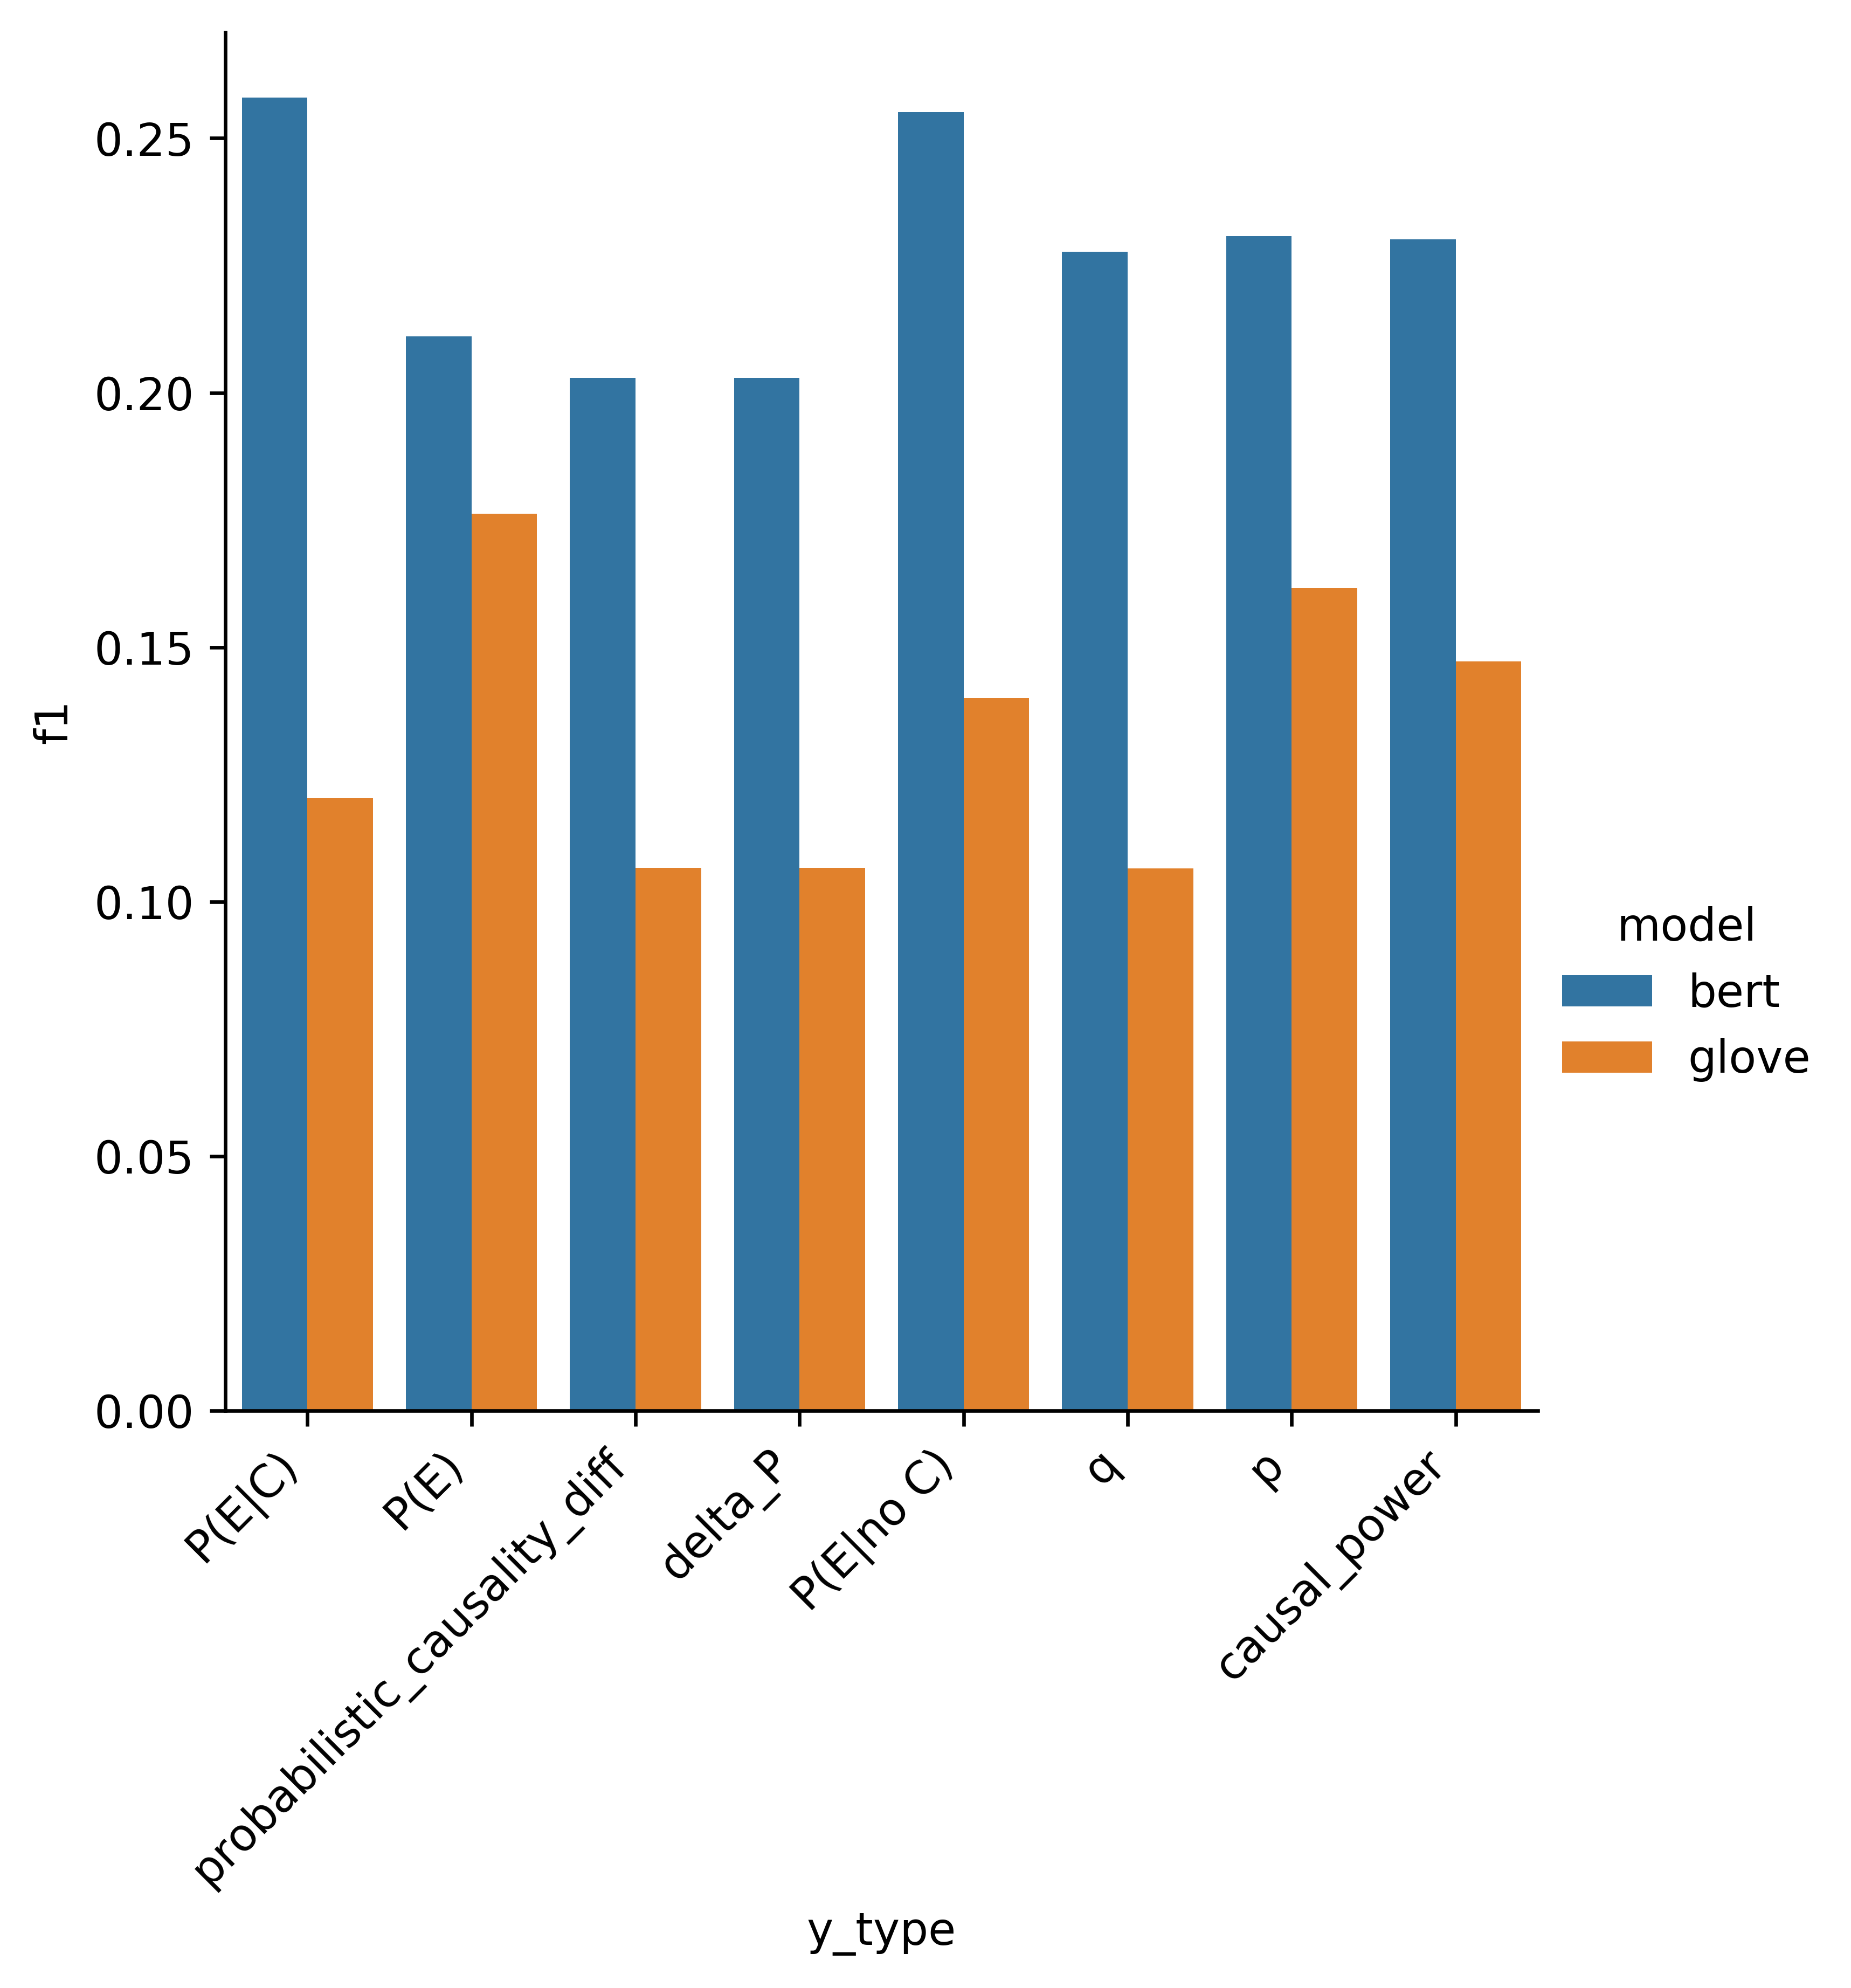 f1
0.25
0.20
0.15
0.10
0.05
0.00
P(E|C)
P(E)
probabilistic_causality_diff
delta_P
P(E|no C)
q
p
causal_power
y_type
model
bert
glove